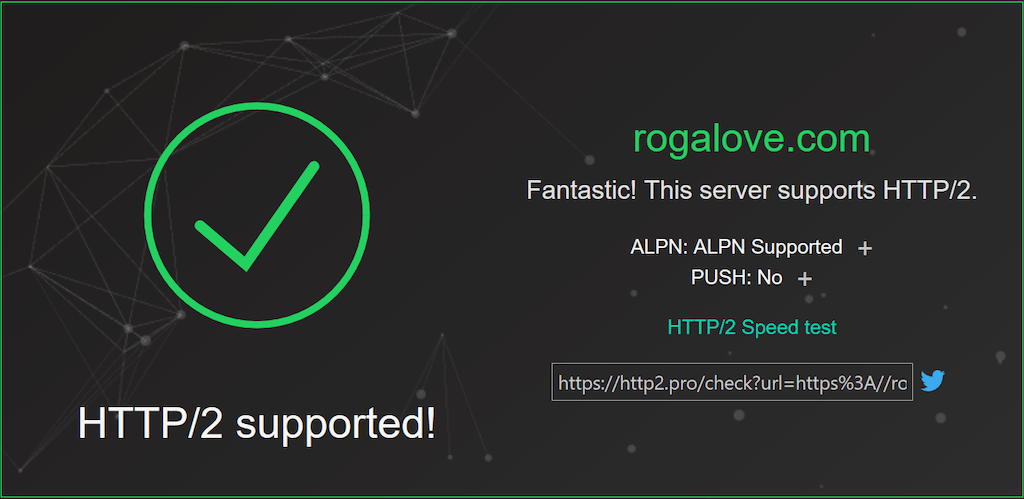 rogalove.com
Fantastic! This server supports HTTP/2.
ALPN: ALPN Supported +
PUSH: No +
HTTP/2 Speed test
https://http2.pro/check?url=https%3A//ro
HTTP/2 supported!